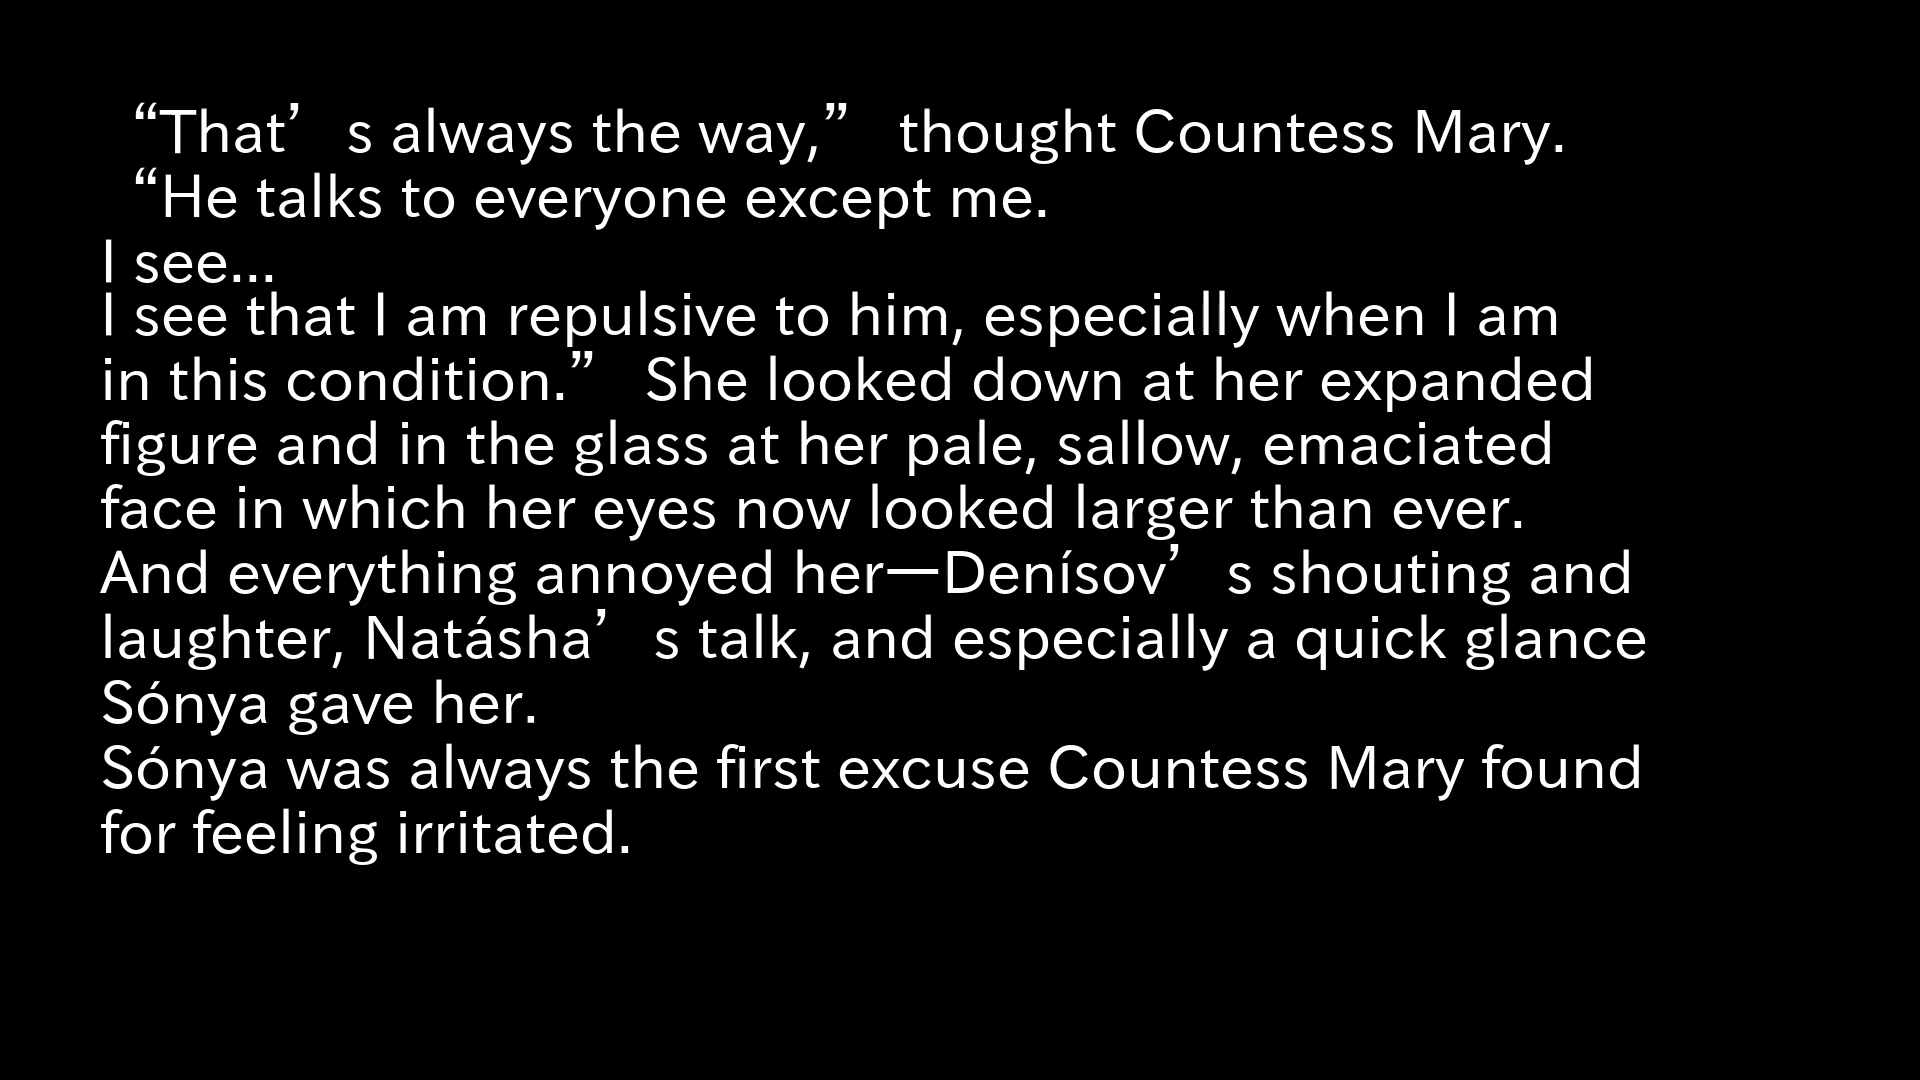 “That’s always the way,” thought Countess Mary.
“He talks to everyone except me.
I see...
I see that I am repulsive to him, especially when I am
in this condition.” She looked down at her expanded
figure and in the glass at her pale, sallow, emaciated
face in which her eyes now looked larger than ever.
And everything annoyed her—Denísov’s shouting and
laughter, Natásha’s talk, and especially a quick glance
Sónya gave her.
Sónya was always the first excuse Countess Mary found
for feeling irritated.